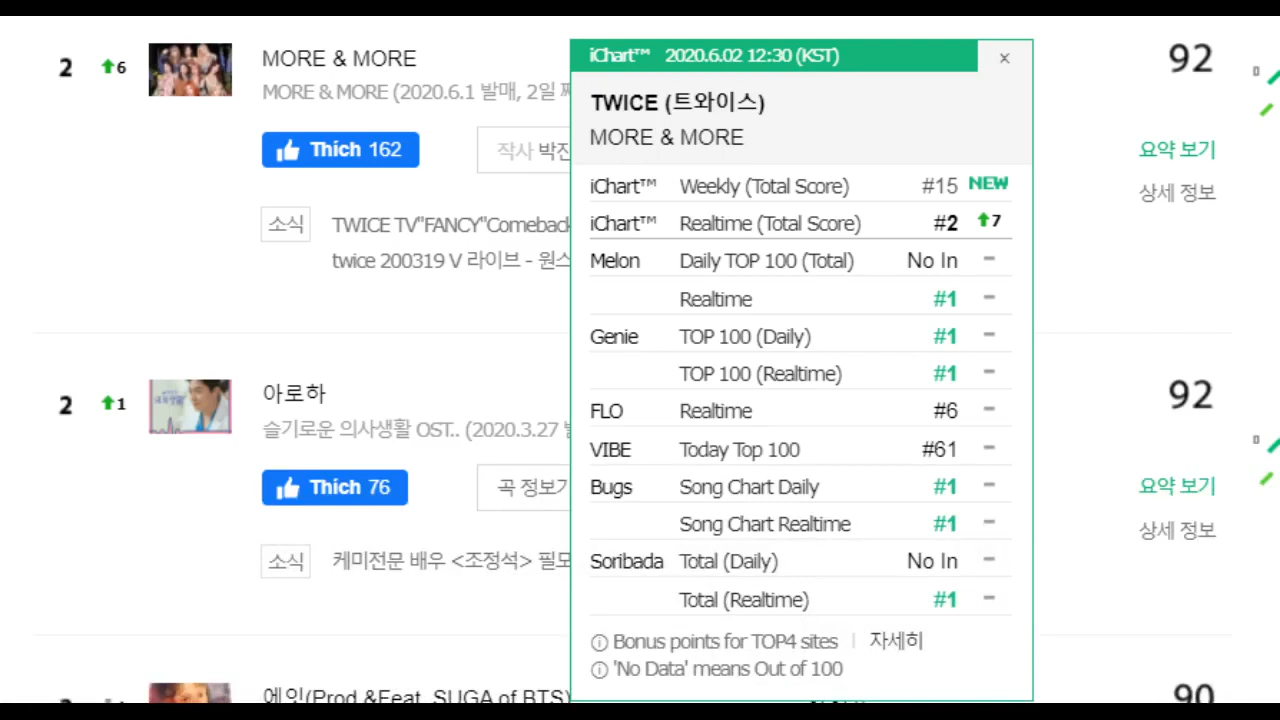 2 6 MORE & MORE 92
MORE & MORE (2020.6.1 발매, 2일
Thich 162
작사 박진
요약 보기
상세 정보
소식 TWICE TV"FANCY"Comeback
twice 200319 V 라이브 - 원스
2 1 아로하 92
슬기로운 의사생활 OST.. (2020.3.27
Thich 76
곡 정보
요약 보기
상세 정보
소식 케미전문 배우 <조정석> 필모
에잇(Prod.&Feat. SUGA of BTS) 90
iChart™ 2020.6.02 12:30 (KST) ×
TWICE (트와이스)
MORE & MORE
iChart™ Weekly (Total Score) #15 NEW
iChart™ Realtime (Total Score) #2 7
Melon Daily TOP 100 (Total) No In -
Realtime #1 -
Genie TOP 100 (Daily) #1 -
TOP 100 (Realtime) #1 -
FLO Realtime #6 -
VIBE Today Top 100 #61 -
Bugs Song Chart Daily #1 -
Song Chart Realtime #1 -
Soribada Total (Daily) No In -
Total (Realtime) #1 -
Bonus points for TOP4 sites | 자세히
'No Data' means Out of 100